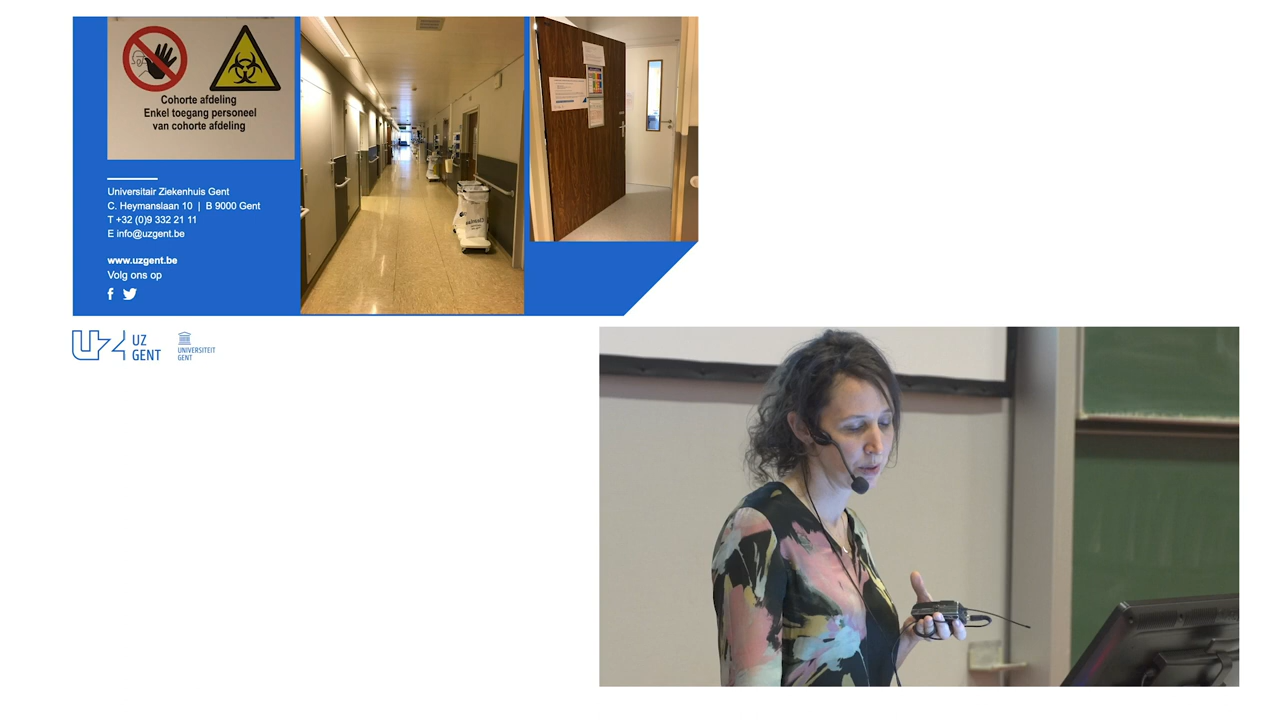 Cohorte afdeling
Enkel toegang personeel
van cohorte afdeling
Universitair Ziekenhuis Gent
C. Heymanslaan 10 | B 9000 Gent
T +32 (0)9 332 21 11
E info@uzgent.be
www.uzgent.be
Volg ons op
UZ
GENT
UNIVERSITEIT
GENT